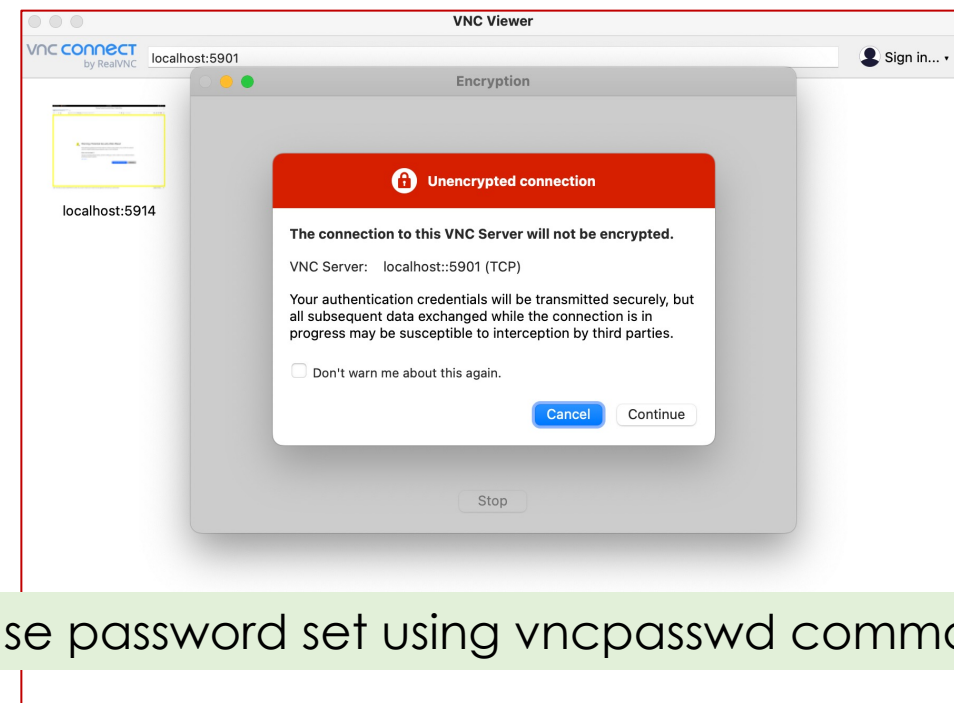 VNC Viewer
vnc connect
by RealVNC
localhost:5901
Sign in...
Encryption
localhost:5914
Unencrypted connection
The connection to this VNC Server will not be encrypted.
VNC Server: localhost::5901 (TCP)
Your authentication credentials will be transmitted securely, but
all subsequent data exchanged while the connection is in
progress may be susceptible to interception by third parties.
Don't warn me about this again.
Cancel Continue
Stop
se password set using vncpasswd comma